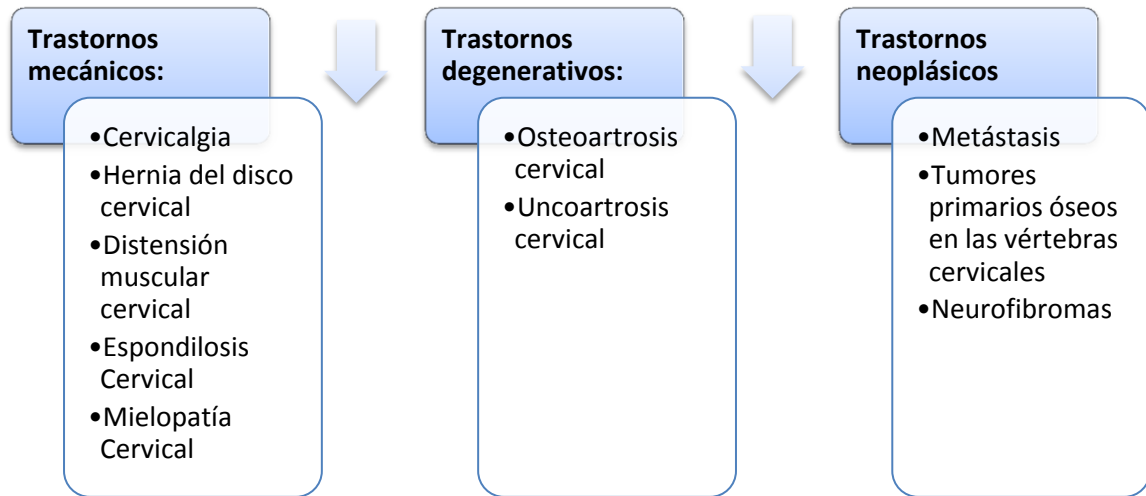 Trastornos
mecánicos:
•Cervicalgia
•Hernia del disco
cervical
•Distensión
muscular
cervical
•Espondilosis
Cervical
•Mielopatía
Cervical
Trastornos
degenerativos:
•Osteoartrosis
cervical
•Uncoartrosis
cervical
Trastornos
neoplásicos
•Metástasis
•Tumores
primarios óseos
en las vértebras
cervicales
•Neurofibromas